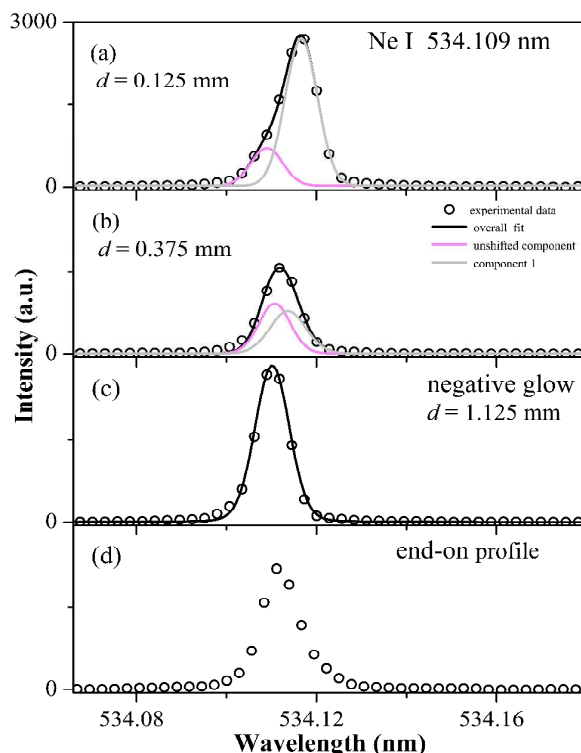 3000
(a)
Ne I 534.109 nm
d = 0.125 mm
0
(b)
d = 0.375 mm
experimental data
overall fit
unshifted component
component 1
0
(c)
negative glow
d = 1.125 mm
0
(d)
end-on profile
0
534.08
534.12
534.16
Wavelength (nm)
Intensity (a.u.)